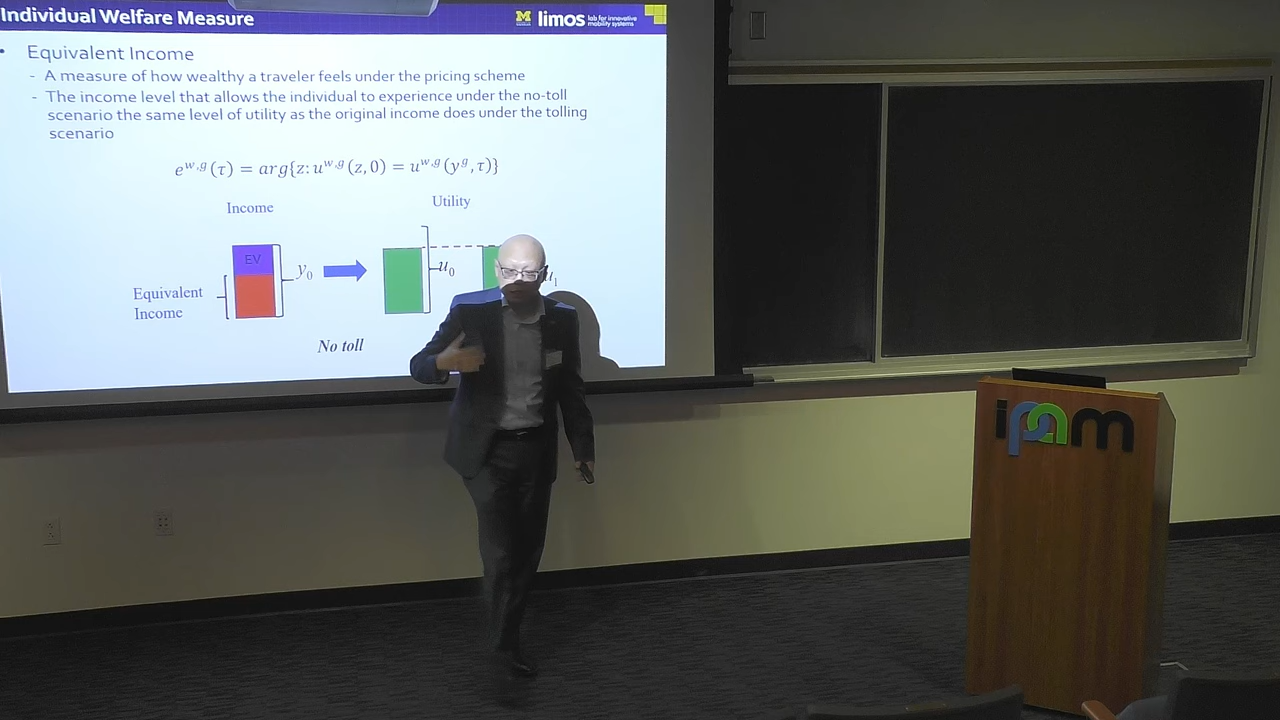 Individual Welfare Measure
limos lab for innovative
mobility systems
• Equivalent Income
- A measure of how wealthy a traveler feels under the pricing scheme
- The income level that allows the individual to experience under the no-toll
scenario the same level of utility as the original income does under the tolling
scenario
e^{w,g}(τ) = arg{z: u^{w,g}(z, 0) = u^{w,g}(y^g, τ)}
Income
Utility
EV
y₀
u₀
u₁
Equivalent
Income
No toll
ipam